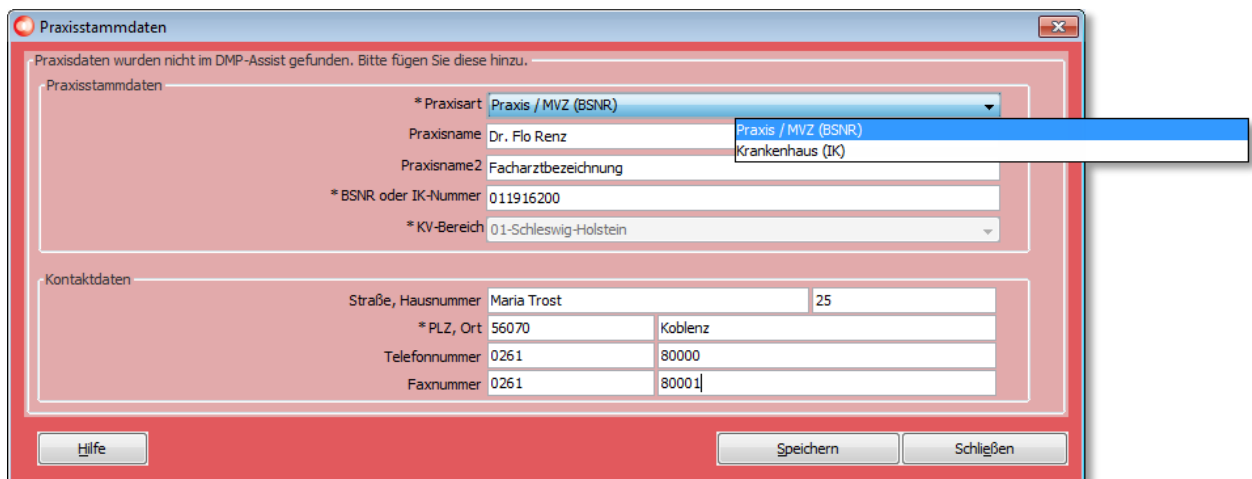 Praxisstammdaten
Praxisdaten wurden nicht im DMP-Assist gefunden. Bitte fügen Sie diese hinzu.
Praxisstammdaten
* Praxisart Praxis / MVZ (BSNR)
Praxis / MVZ (BSNR)
Krankenhaus (IK)
Praxisname Dr. Flo Renz
Praxisname2 Facharztbezeichnung
* BSNR oder IK-Nummer 011916200
* KV-Bereich 01-Schleswig-Holstein
Kontaktdaten
Straße, Hausnummer Maria Trost 25
* PLZ, Ort 56070 Koblenz
Telefonnummer 0261 80000
Faxnummer 0261 80001
Hilfe Speichern Schließen